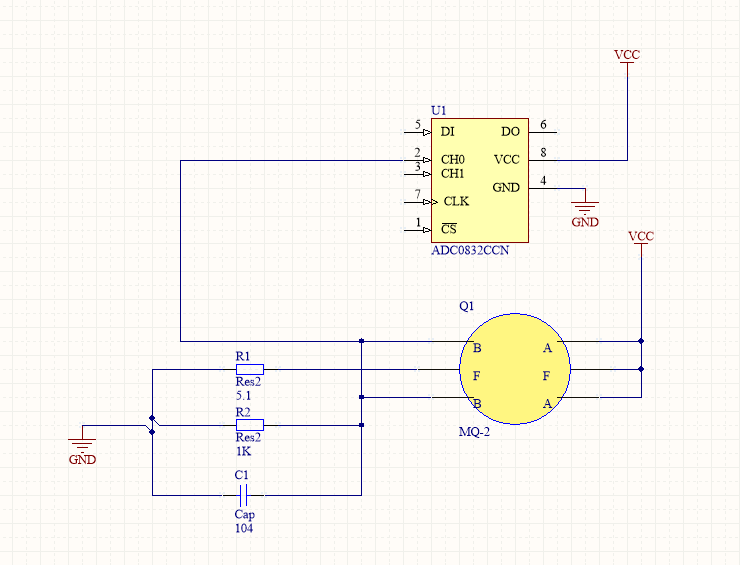 VCC
U1
5 DI DO 6
2 CH0 VCC 8
3 CH1
GND 4
7 CLK
1 CS
GND
ADC0832CCN
VCC
Q1
B A
R1
F F
Res2
5.1
B A
R2
MQ-2
Res2
GND
1K
C1
Cap
104